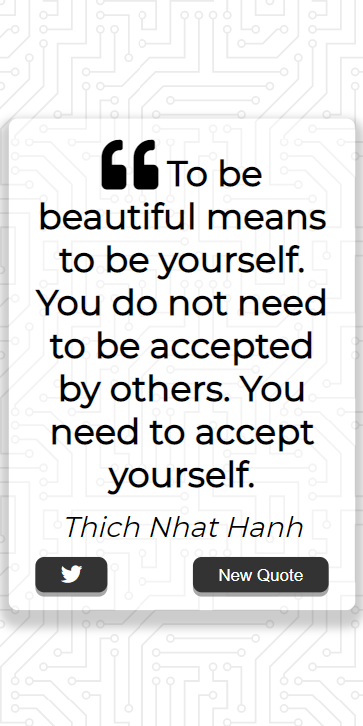 “ To be
beautiful means
to be yourself.
You do not need
to be accepted
by others. You
need to accept
yourself.
Thich Nhat Hanh
New Quote